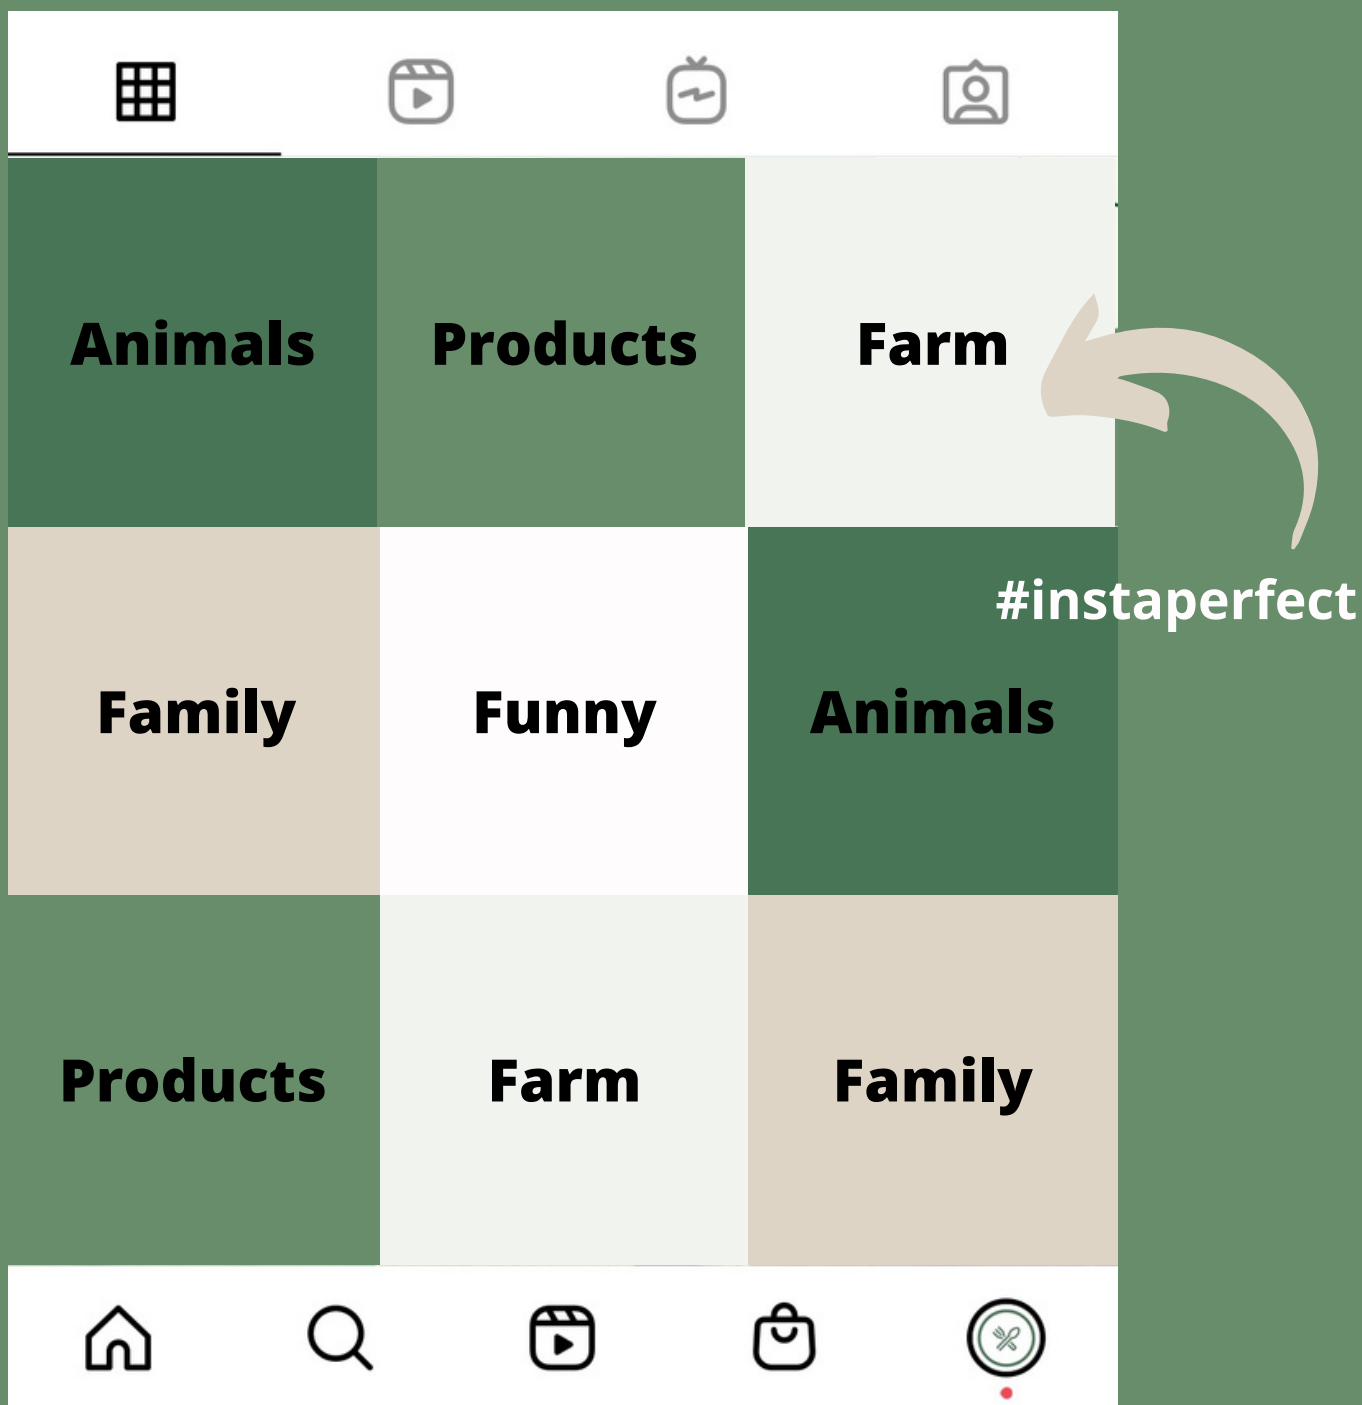 Animals
Products
Farm
#instaperfect
Family
Funny
Animals
Products
Farm
Family